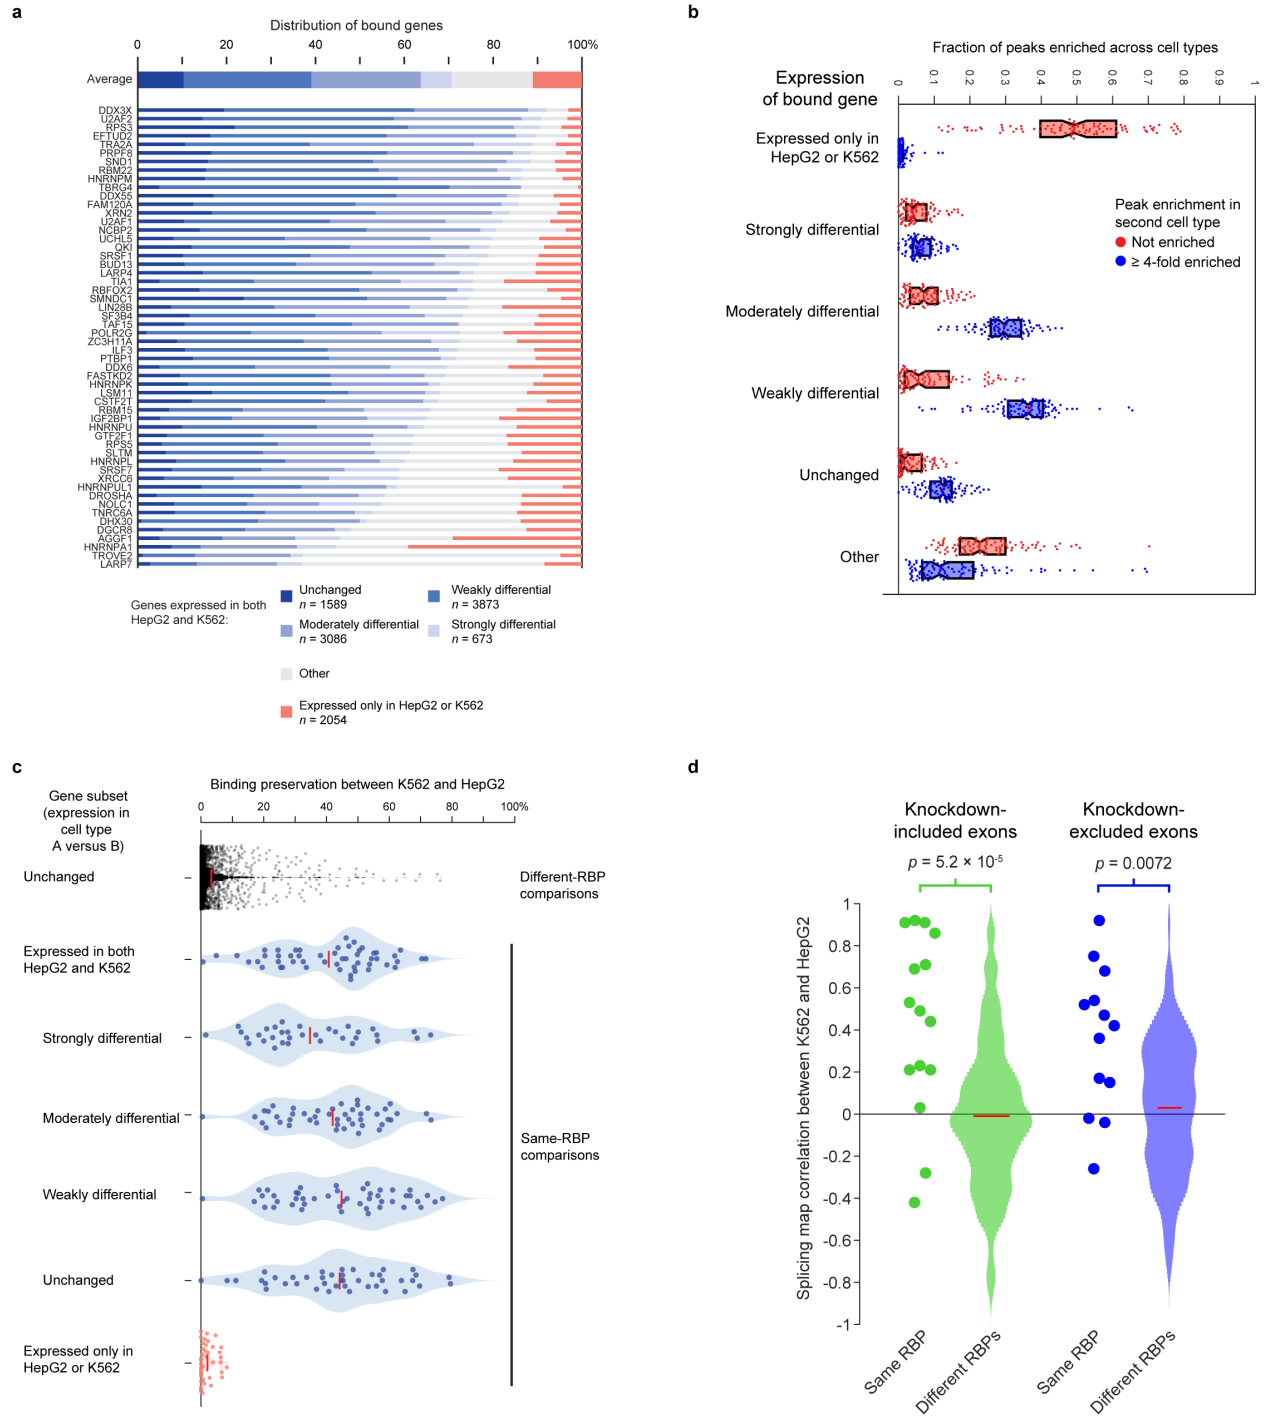 a
Distribution of bound genes
0 20 40 60 80 100%
Average
DDX3X
U2AF2
RPS3
EFTUD2
TRA2A
PRPF8
SND1
RBM22
HNRNPM
TBRG4
DDX55
FAM120A
XRN2
U2AF1
NCBP2
UCHL5
QKI
SRSF1
BUD13
LARP4
TIA1
RBFOX2
SMNDC1
LIN28B
SF3B4
TAF15
POLR2G
ZC3H11A
ILF3
PTBP1
DDX6
FASTKD2
HNRNPK
LSM11
CSTF2T
RBM15
IGF2BP1
HNRNPU
GTF2F1
RPS5
SLTM
HNRNPL
SRSF7
XRCC6
HNRNPUL1
DROSHA
NOLC1
TNRC6A
DHX30
DGCR8
AGGF1
HNRNPA1
TROVE2
LARP7
Genes expressed in both
HepG2 and K562:
Unchanged
n = 1589
Weakly differential
n = 3873
Moderately differential
n = 3086
Strongly differential
n = 673
Other
Expressed only in HepG2 or K562
n = 2054
b
Fraction of peaks enriched across cell types
0 0.1 0.2 0.3 0.4 0.5 0.6 0.7 0.8 0.9 1
Expression
of bound gene
Expressed only in
HepG2 or K562
Strongly differential
Moderately differential
Weakly differential
Unchanged
Other
Peak enrichment in
second cell type
Not enriched
≥ 4-fold enriched
c
Binding preservation between K562 and HepG2
0 20 40 60 80 100%
Gene subset
(expression in
cell type
A versus B)
Unchanged
Different-RBP
comparisons
Expressed in both
HepG2 and K562
Strongly differential
Moderately differential
Weakly differential
Unchanged
Expressed only in
HepG2 or K562
Same-RBP
comparisons
d
Knockdown-
included exons
p = 5.2 × 10-5
Knockdown-
excluded exons
p = 0.0072
Splicing map correlation between K562 and HepG2
1
0.8
0.6
0.4
0.2
0
-0.2
-0.4
-0.6
-0.8
-1
Same RBP
Different RBPs
Same RBP
Different RBPs